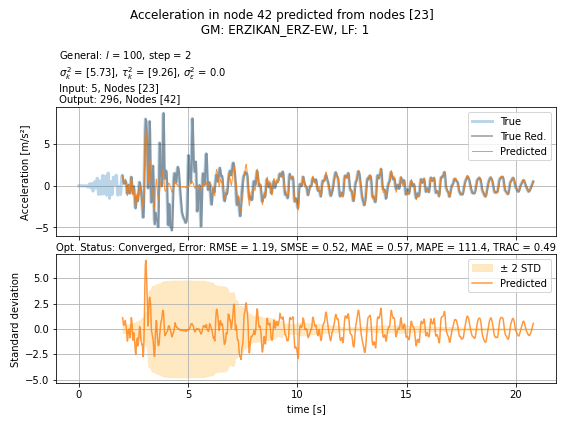 Acceleration in node 42 predicted from nodes [23]
GM: ERZIKAN_ERZ-EW, LF: 1
General: l = 100, step = 2
σ²ₖ = [5.73], τ²ₖ = [9.26], σ²ε = 0.0
Input: 5, Nodes [23]
Output: 296, Nodes [42]
True
True Red.
Predicted
Acceleration [m/s²]
5
0
−5
Opt. Status: Converged, Error: RMSE = 1.19, SMSE = 0.52, MAE = 0.57, MAPE = 111.4, TRAC = 0.49
± 2 STD
Predicted
Standard deviation
5.0
2.5
0.0
−2.5
−5.0
0 5 10 15 20
time [s]